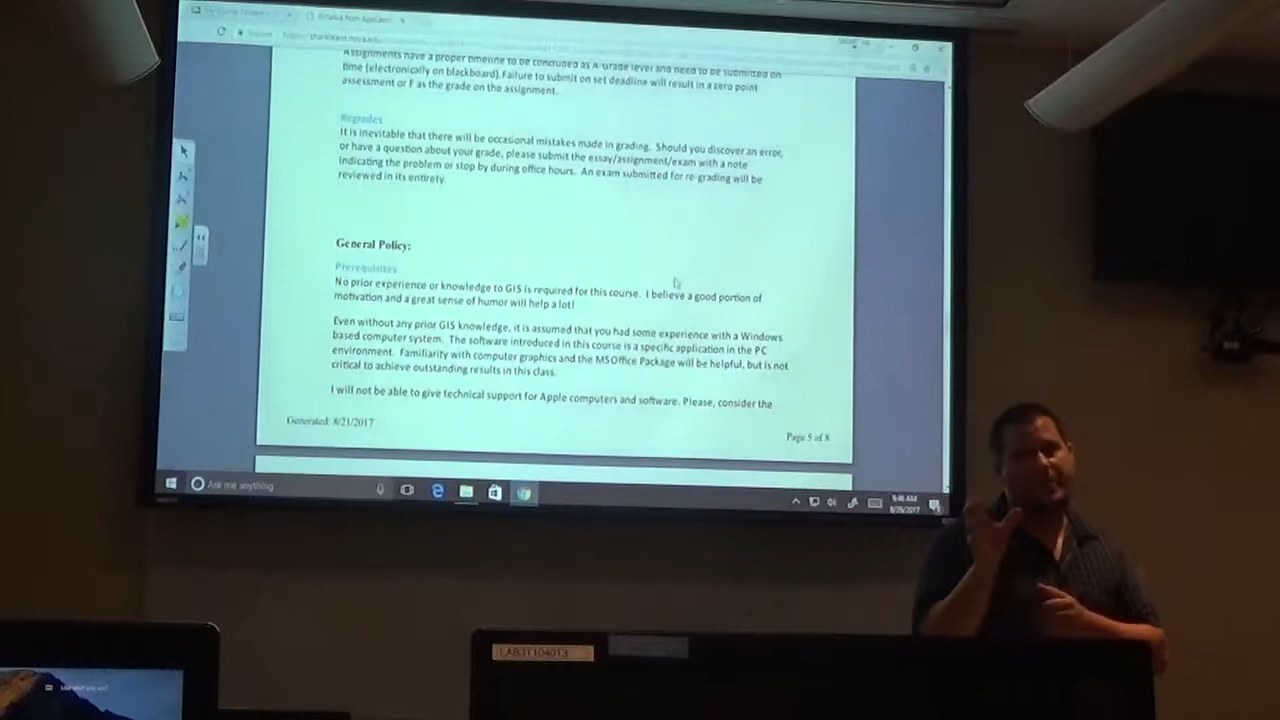 Syllabus from AppCentral
sharklearn.nova.edu
Assignments have a proper timeline to be concluded as A-Grade level and need to be submitted on
time (electronically on blackboard). Failure to submit on set deadline will result in a zero point
assessment or F as the grade on the assignment.
Regrades
It is inevitable that there will be occasional mistakes made in grading. Should you discover an error,
or have a question about your grade, please submit the essay/assignment/exam with a note
indicating the problem or stop by during office hours. An exam submitted for re-grading will be
reviewed in its entirety.
General Policy:
Prerequisites
No prior experience or knowledge to GIS is required for this course. I believe a good portion of
motivation and a great sense of humor will help a lot!
Even without any prior GIS knowledge, it is assumed that you had some experience with a Windows
based computer system. The software introduced in this course is a specific application in the PC
environment. Familiarity with computer graphics and the MSOffice Package will be helpful, but is not
critical to achieve outstanding results in this class.
I will not be able to give technical support for Apple computers and software. Please, consider the
Generated: 8/21/2017
Page 5 of 8
Ask me anything
9:46 AM
LAB31104013